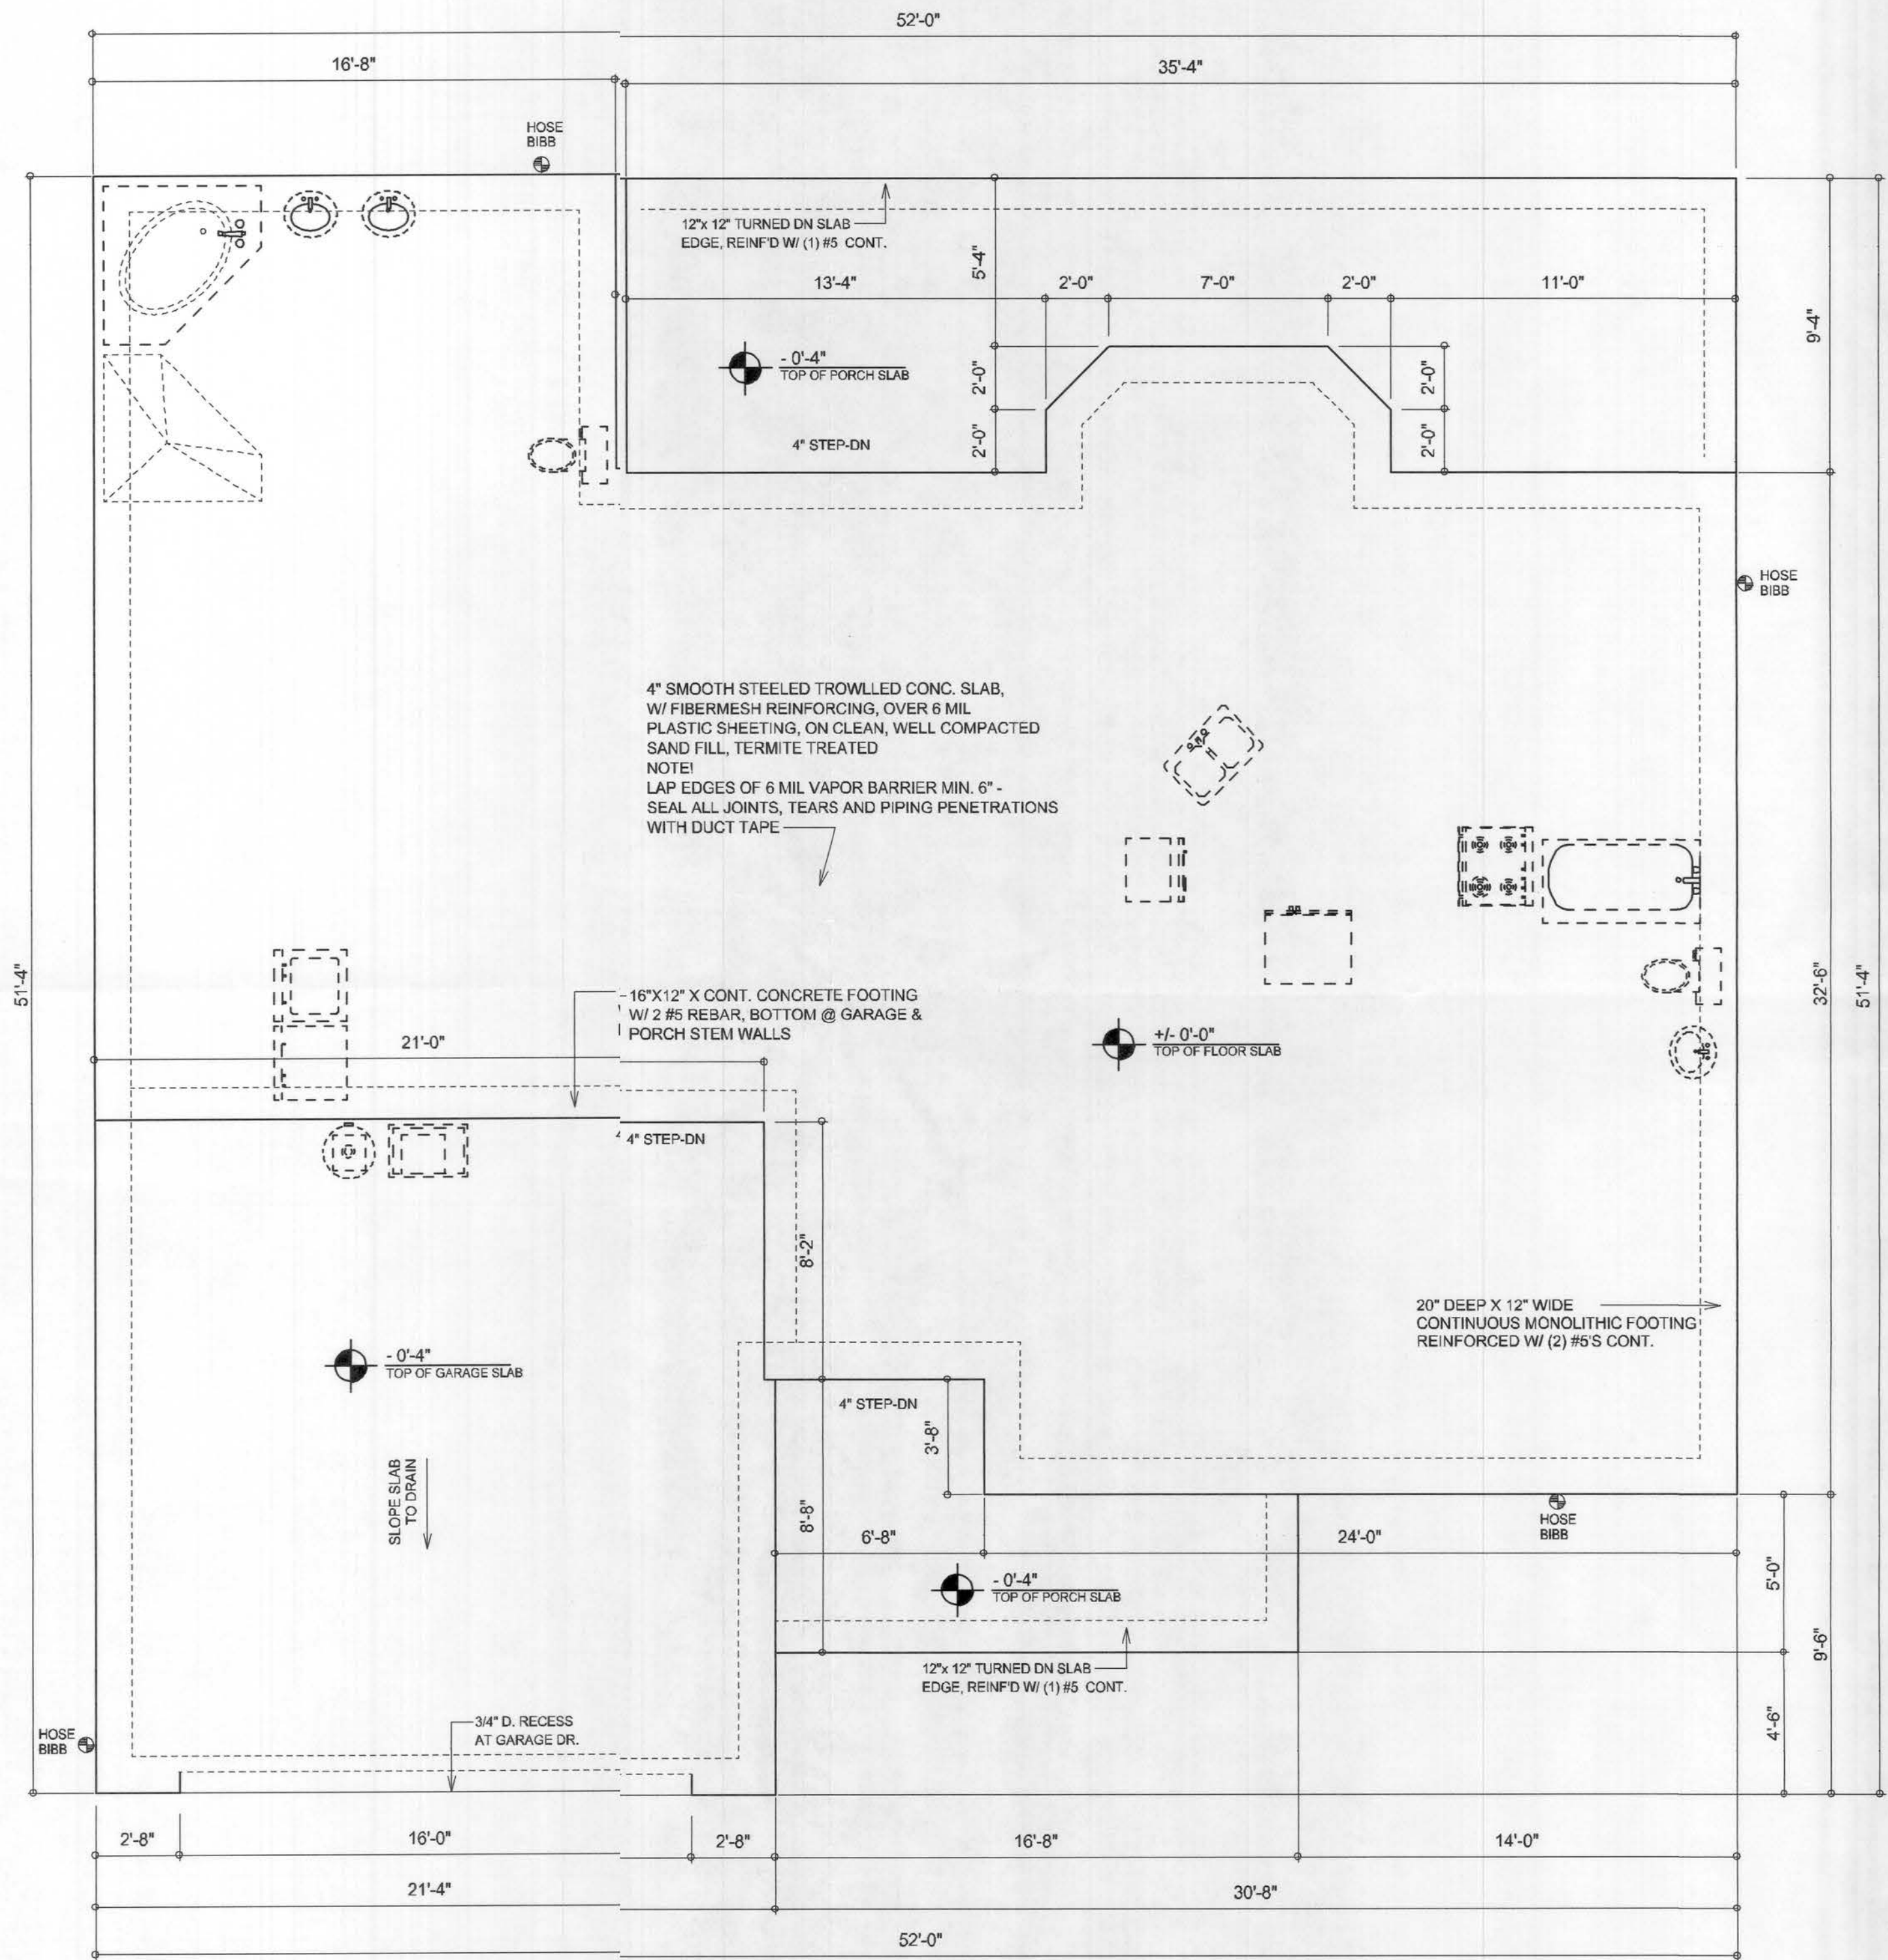 52'-0"
16'-8"
35'-4"
HOSE
BIBB
12"x 12" TURNED DN SLAB
EDGE, REINF'D W/ (1) #5 CONT.
5'-4"
13'-4"
2'-0"
7'-0"
2'-0"
11'-0"
9'-4"
- 0'-4"
TOP OF PORCH SLAB
2'-0"
2'-0"
4" STEP-DN
2'-0"
2'-0"
HOSE
BIBB
4" SMOOTH STEELED TROWLLED CONC. SLAB,
W/ FIBERMESH REINFORCING, OVER 6 MIL
PLASTIC SHEETING, ON CLEAN, WELL COMPACTED
SAND FILL, TERMITE TREATED
NOTE!
LAP EDGES OF 6 MIL VAPOR BARRIER MIN. 6" -
SEAL ALL JOINTS, TEARS AND PIPING PENETRATIONS
WITH DUCT TAPE
51'-4"
16"X12" X CONT. CONCRETE FOOTING
W/ 2 #5 REBAR, BOTTOM @ GARAGE &
PORCH STEM WALLS
32'-6"
51'-4"
21'-0"
+/- 0'-0"
TOP OF FLOOR SLAB
4" STEP-DN
8'-2"
20" DEEP X 12" WIDE
CONTINUOUS MONOLITHIC FOOTING
REINFORCED W/ (2) #5'S CONT.
- 0'-4"
TOP OF GARAGE SLAB
4" STEP-DN
3'-8"
SLOPE SLAB
TO DRAIN
8'-8"
6'-8"
24'-0"
HOSE
BIBB
- 0'-4"
TOP OF PORCH SLAB
5'-0"
9'-6"
12"x 12" TURNED DN SLAB
EDGE, REINF'D W/ (1) #5 CONT.
4'-6"
HOSE
BIBB
3/4" D. RECESS
AT GARAGE DR.
2'-8"
16'-0"
2'-8"
16'-8"
14'-0"
21'-4"
30'-8"
52'-0"